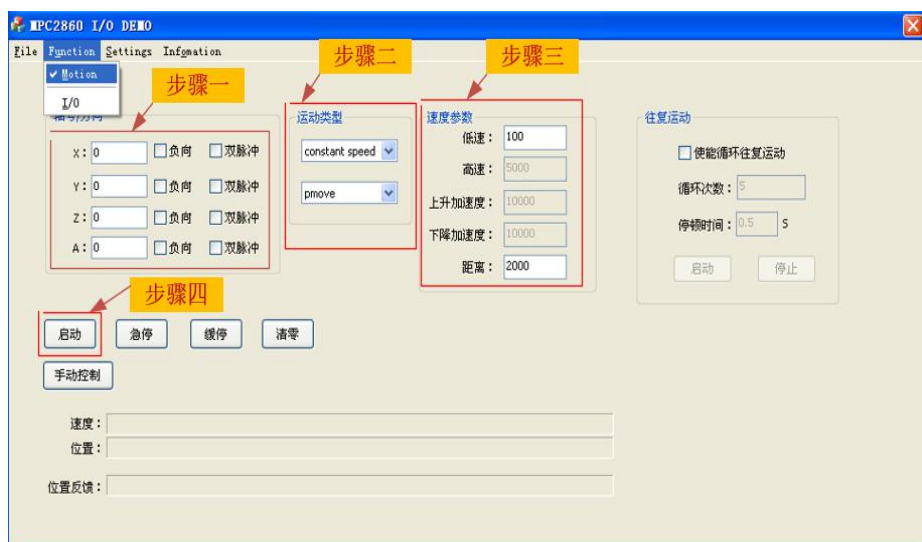 MPC2860 I/O DEMO
File Function Settings Infomation
Motion
I/O
步骤一
步骤二
步骤三
轴号/方向
X: 0 负向 双脉冲
Y: 0 负向 双脉冲
Z: 0 负向 双脉冲
A: 0 负向 双脉冲
运动类型
constant speed
pmove
速度参数
低速: 100
高速: 5000
上升加速度: 10000
下降加速度: 10000
距离: 2000
往复运动
使能循环往复运动
循环次数: 5
停顿时间: 0.5 S
启动 停止
步骤四
启动 急停 缓停 清零
手动控制
速度:
位置:
位置反馈: